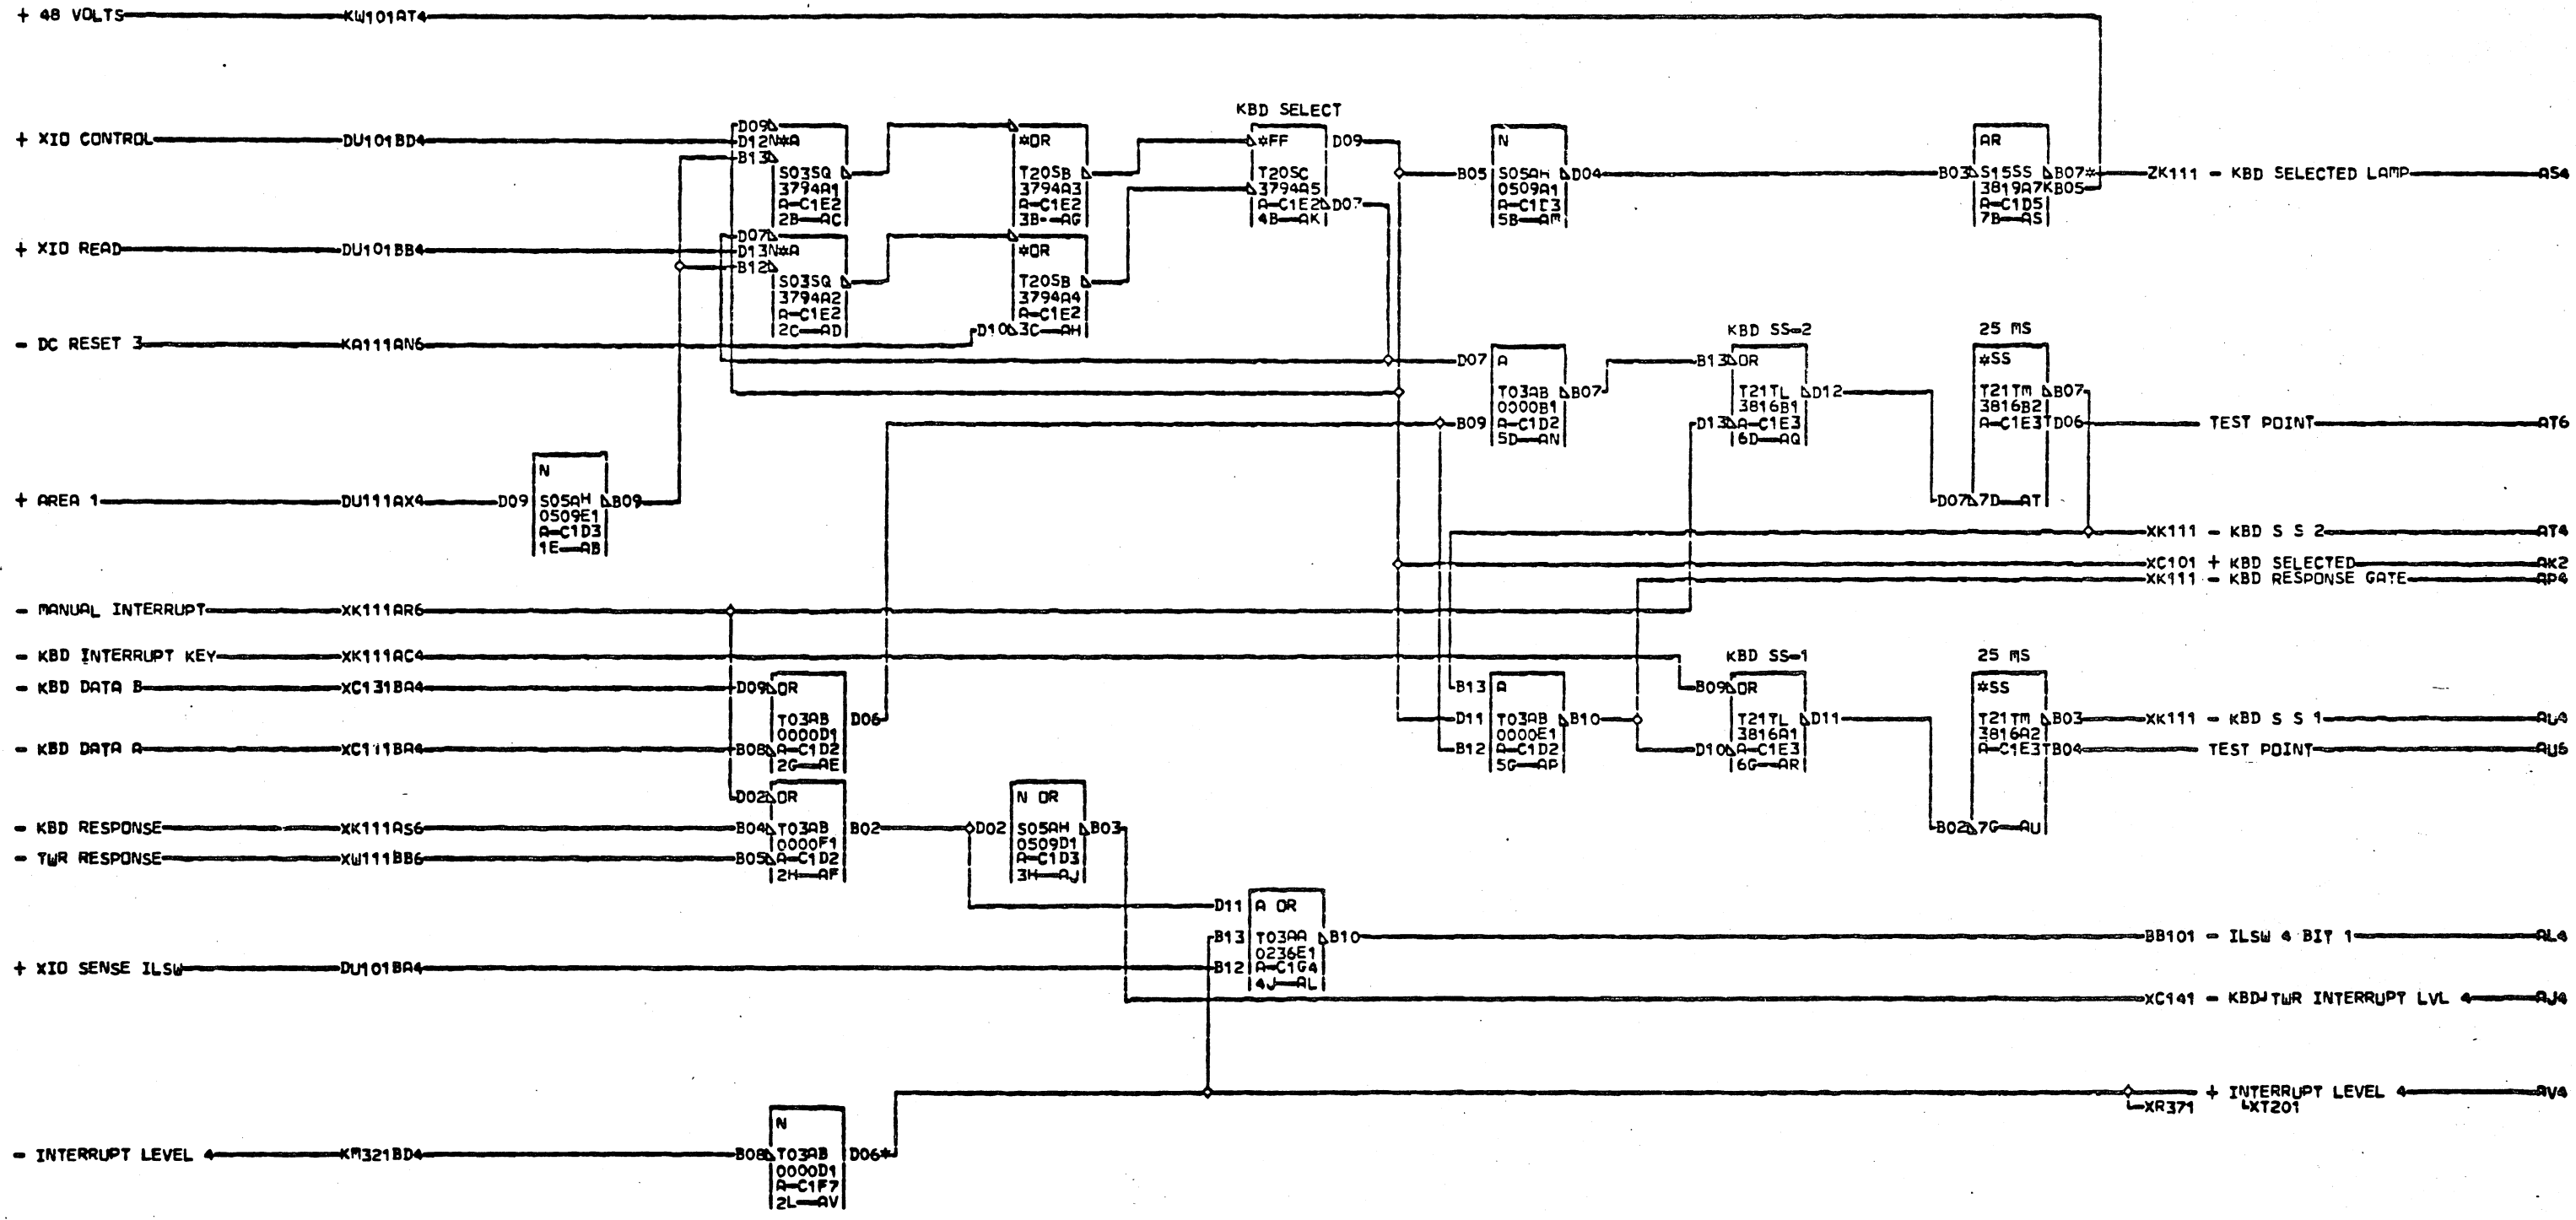 + 48 VOLTS KW101AT4
KBD SELECT
+ XIO CONTROL DU101BD4
D09
D12 N*A
B13
S03SQ
3794A1
A-C1E2
2B AC
*OR
T20SB
3794A3
A-C1E2
3B- AG
*FF D09
T20SC
3794A5
A-C1E2 D07
4B AK
N
B05 S05AH D04
0509A1
A-C1D3
5B AM
AR
B03 S15SS B07*
3819A7K B05
A-C1D5
7B AS
ZK111 - KBD SELECTED LAMP AS4
+ XIO READ DU101BB4
D07
D13 N*A
B12
S03SQ
3794A2
A-C1E2
2C AD
*OR
T20SB
3794A4
A-C1E2
D10 3C AH
- DC RESET 3 KA111AN6
D07 A
T03AB B07
0000B1
B09 A-C1D2
5D AN
KBD SS-2
B13 OR
T21TL D12
3816B1
D13 A-C1E3
6D AQ
25 MS
*SS
T21TM B07
3816B2
A-C1E3T D06
D07 7D AT
TEST POINT AT6
+ AREA 1 DU111AX4
N
D09 S05AH B09
0509E1
A-C1D3
1E AB
XK111 - KBD S S 2 AT4
XC101 + KBD SELECTED AK2
XK111 - KBD RESPONSE GATE AP4
- MANUAL INTERRUPT XK111AR6
- KBD INTERRUPT KEY XK111AC4
- KBD DATA B XC131BA4
- KBD DATA A XC111BA4
D09 OR
T03AB D06
0000D1
B08 A-C1D2
2G AE
B13 A
D11 T03AB B10
0000E1
B12 A-C1D2
5G AP
KBD SS-1
B09 OR
T21TL D11
3816A1
D10 A-C1E3
6G AR
25 MS
*SS
T21TM B03
3816A2
A-C1E3T B04
B02 7G AU
XK111 - KBD S S 1 AU4
TEST POINT AU6
- KBD RESPONSE XK111AS6
- TWR RESPONSE XW111BB6
D02 OR
B04 T03AB B02
0000F1
B05 A-C1D2
2H AF
N OR
D02 S05AH B03
0509D1
A-C1D3
3H AJ
D11 A OR
B13 T03AA B10
0236E1
B12 A-C1G4
4J AL
BB101 - ILSW 4 BIT 1 AL4
+ XIO SENSE ILSW DU101BA4
XC141 - KBD/TWR INTERRUPT LVL 4 AJ4
+ INTERRUPT LEVEL 4 AV4
XR371 XT201
- INTERRUPT LEVEL 4 KM321BD4
N
B08 T03AB D06*
0000D1
A-C1F7
2L AV